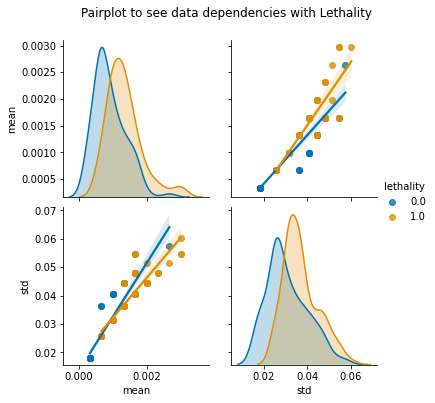 Pairplot to see data dependencies with Lethality
0.0030
0.0025
0.0020
0.0015
0.0010
0.0005
mean
lethality
0.0
1.0
0.07
0.06
0.05
0.04
0.03
0.02
std
0.000 0.002
mean
0.02 0.04 0.06
std